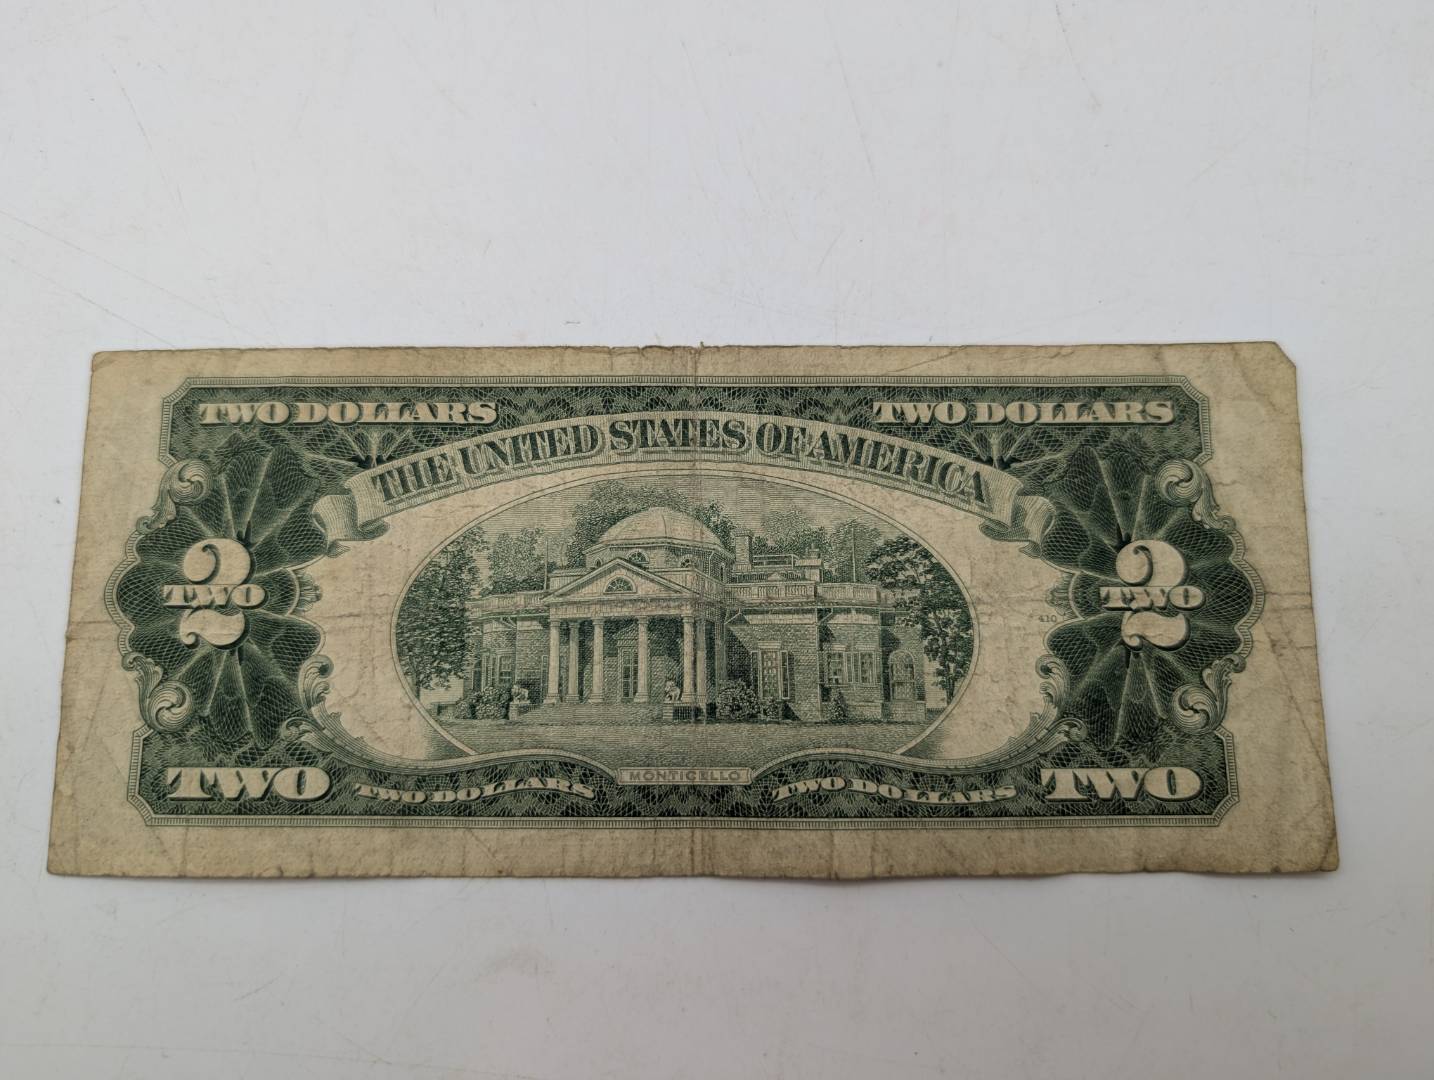 TWO DOLLARS TWO DOLLARS
THE UNITED STATES OF AMERICA
2 2
TWO TWO
410
MONTICELLO
TWO TWO DOLLARS TWO DOLLARS TWO